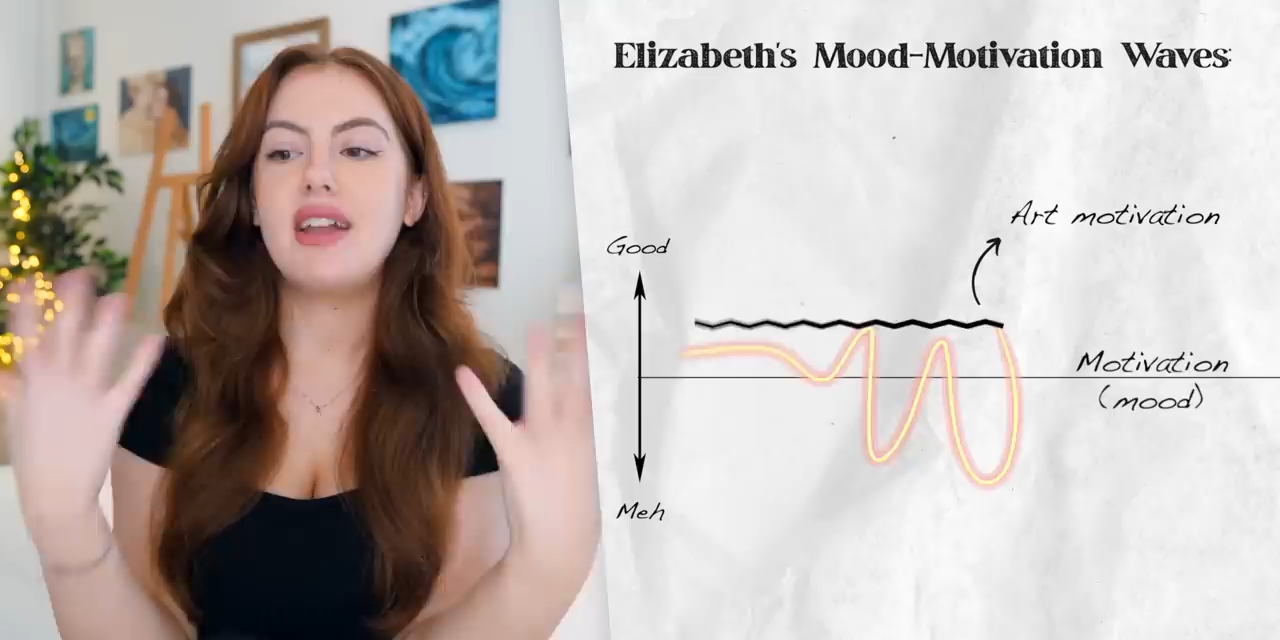 Elizabeth's Mood-Motivation Waves:
Art motivation
Good
Motivation
(mood)
Meh